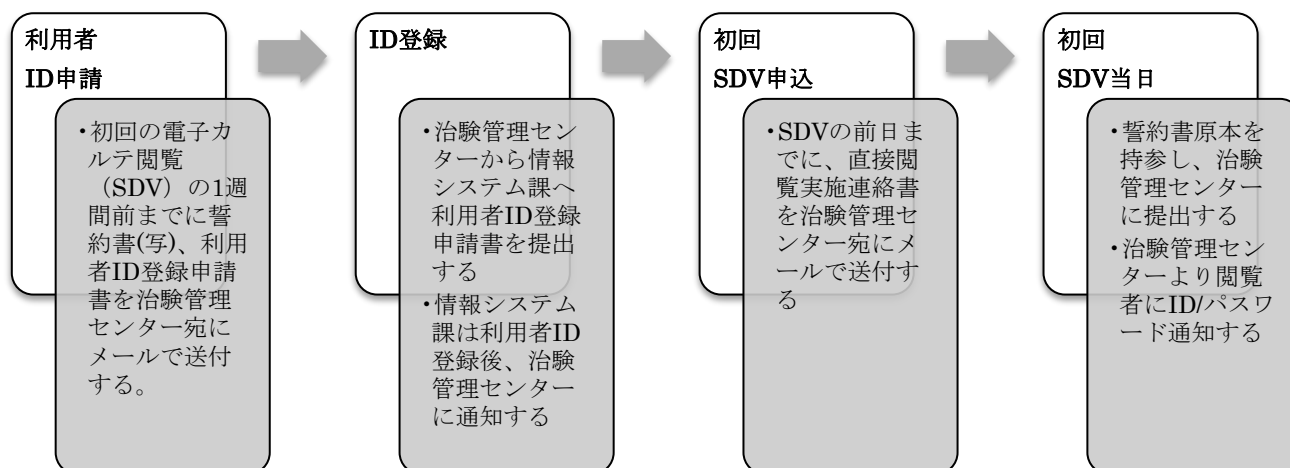 利用者
ID申請
・初回の電子カ
ルテ閲覧
（SDV）の1週
間前までに誓
約書(写)、利用
者ID登録申請
書を治験管理
センター宛に
メールで送付
する。
ID登録
・治験管理セン
ターから情報
システム課へ
利用者ID登録
申請書を提出
する
・情報システム
課は利用者ID
登録後、治験
管理センター
に通知する
初回
SDV申込
・SDVの前日ま
でに、直接閲
覧実施連絡書
を治験管理セ
ンター宛にメ
ールで送付す
る
初回
SDV当日
・誓約書原本を
持参し、治験
管理センター
に提出する
・治験管理セン
ターより閲覧
者にID/パスワ
ード通知する